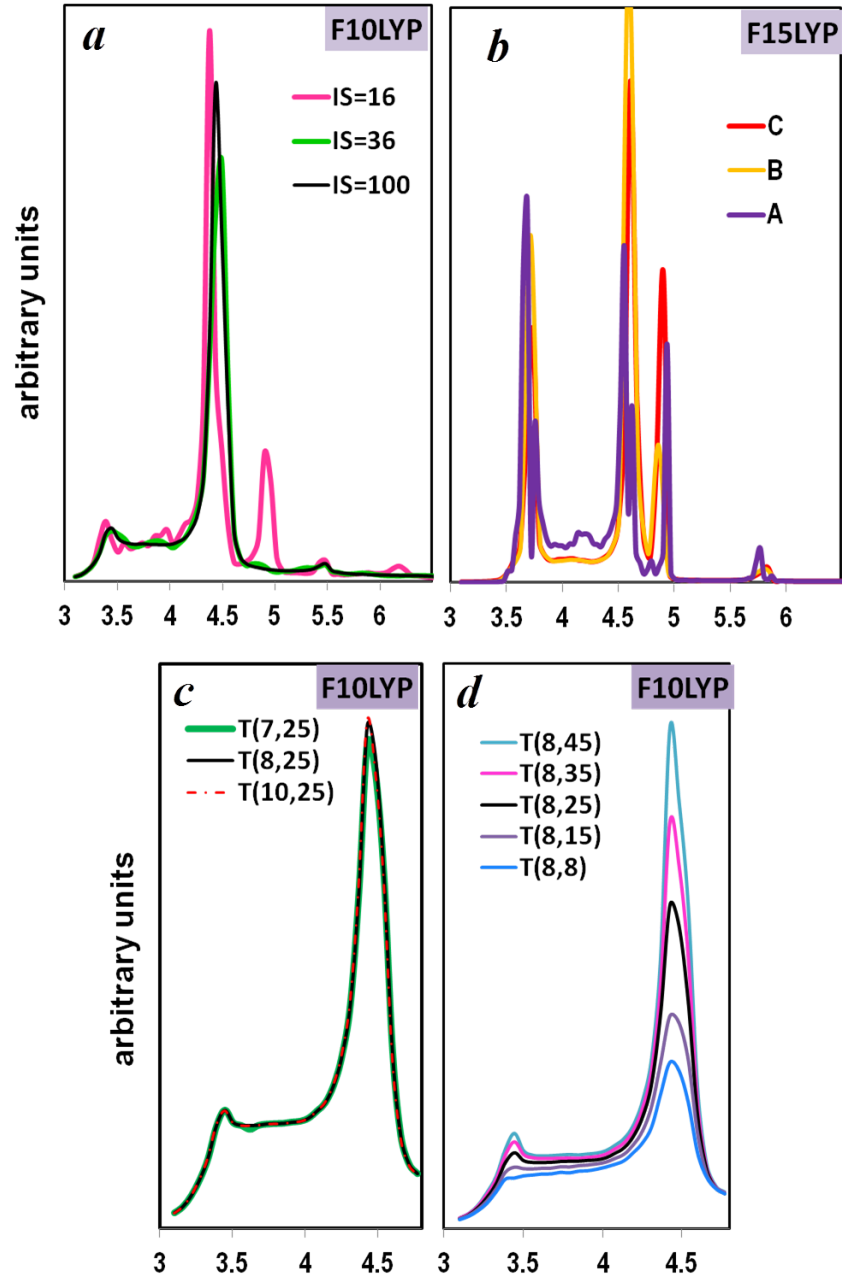 a
F10LYP
IS=16
IS=36
IS=100
arbitrary units
3 3.5 4 4.5 5 5.5 6
b
F15LYP
C
B
A
3 3.5 4 4.5 5 5.5 6
c
F10LYP
T(7,25)
T(8,25)
T(10,25)
arbitrary units
3 3.5 4 4.5
d
F10LYP
T(8,45)
T(8,35)
T(8,25)
T(8,15)
T(8,8)
3 3.5 4 4.5